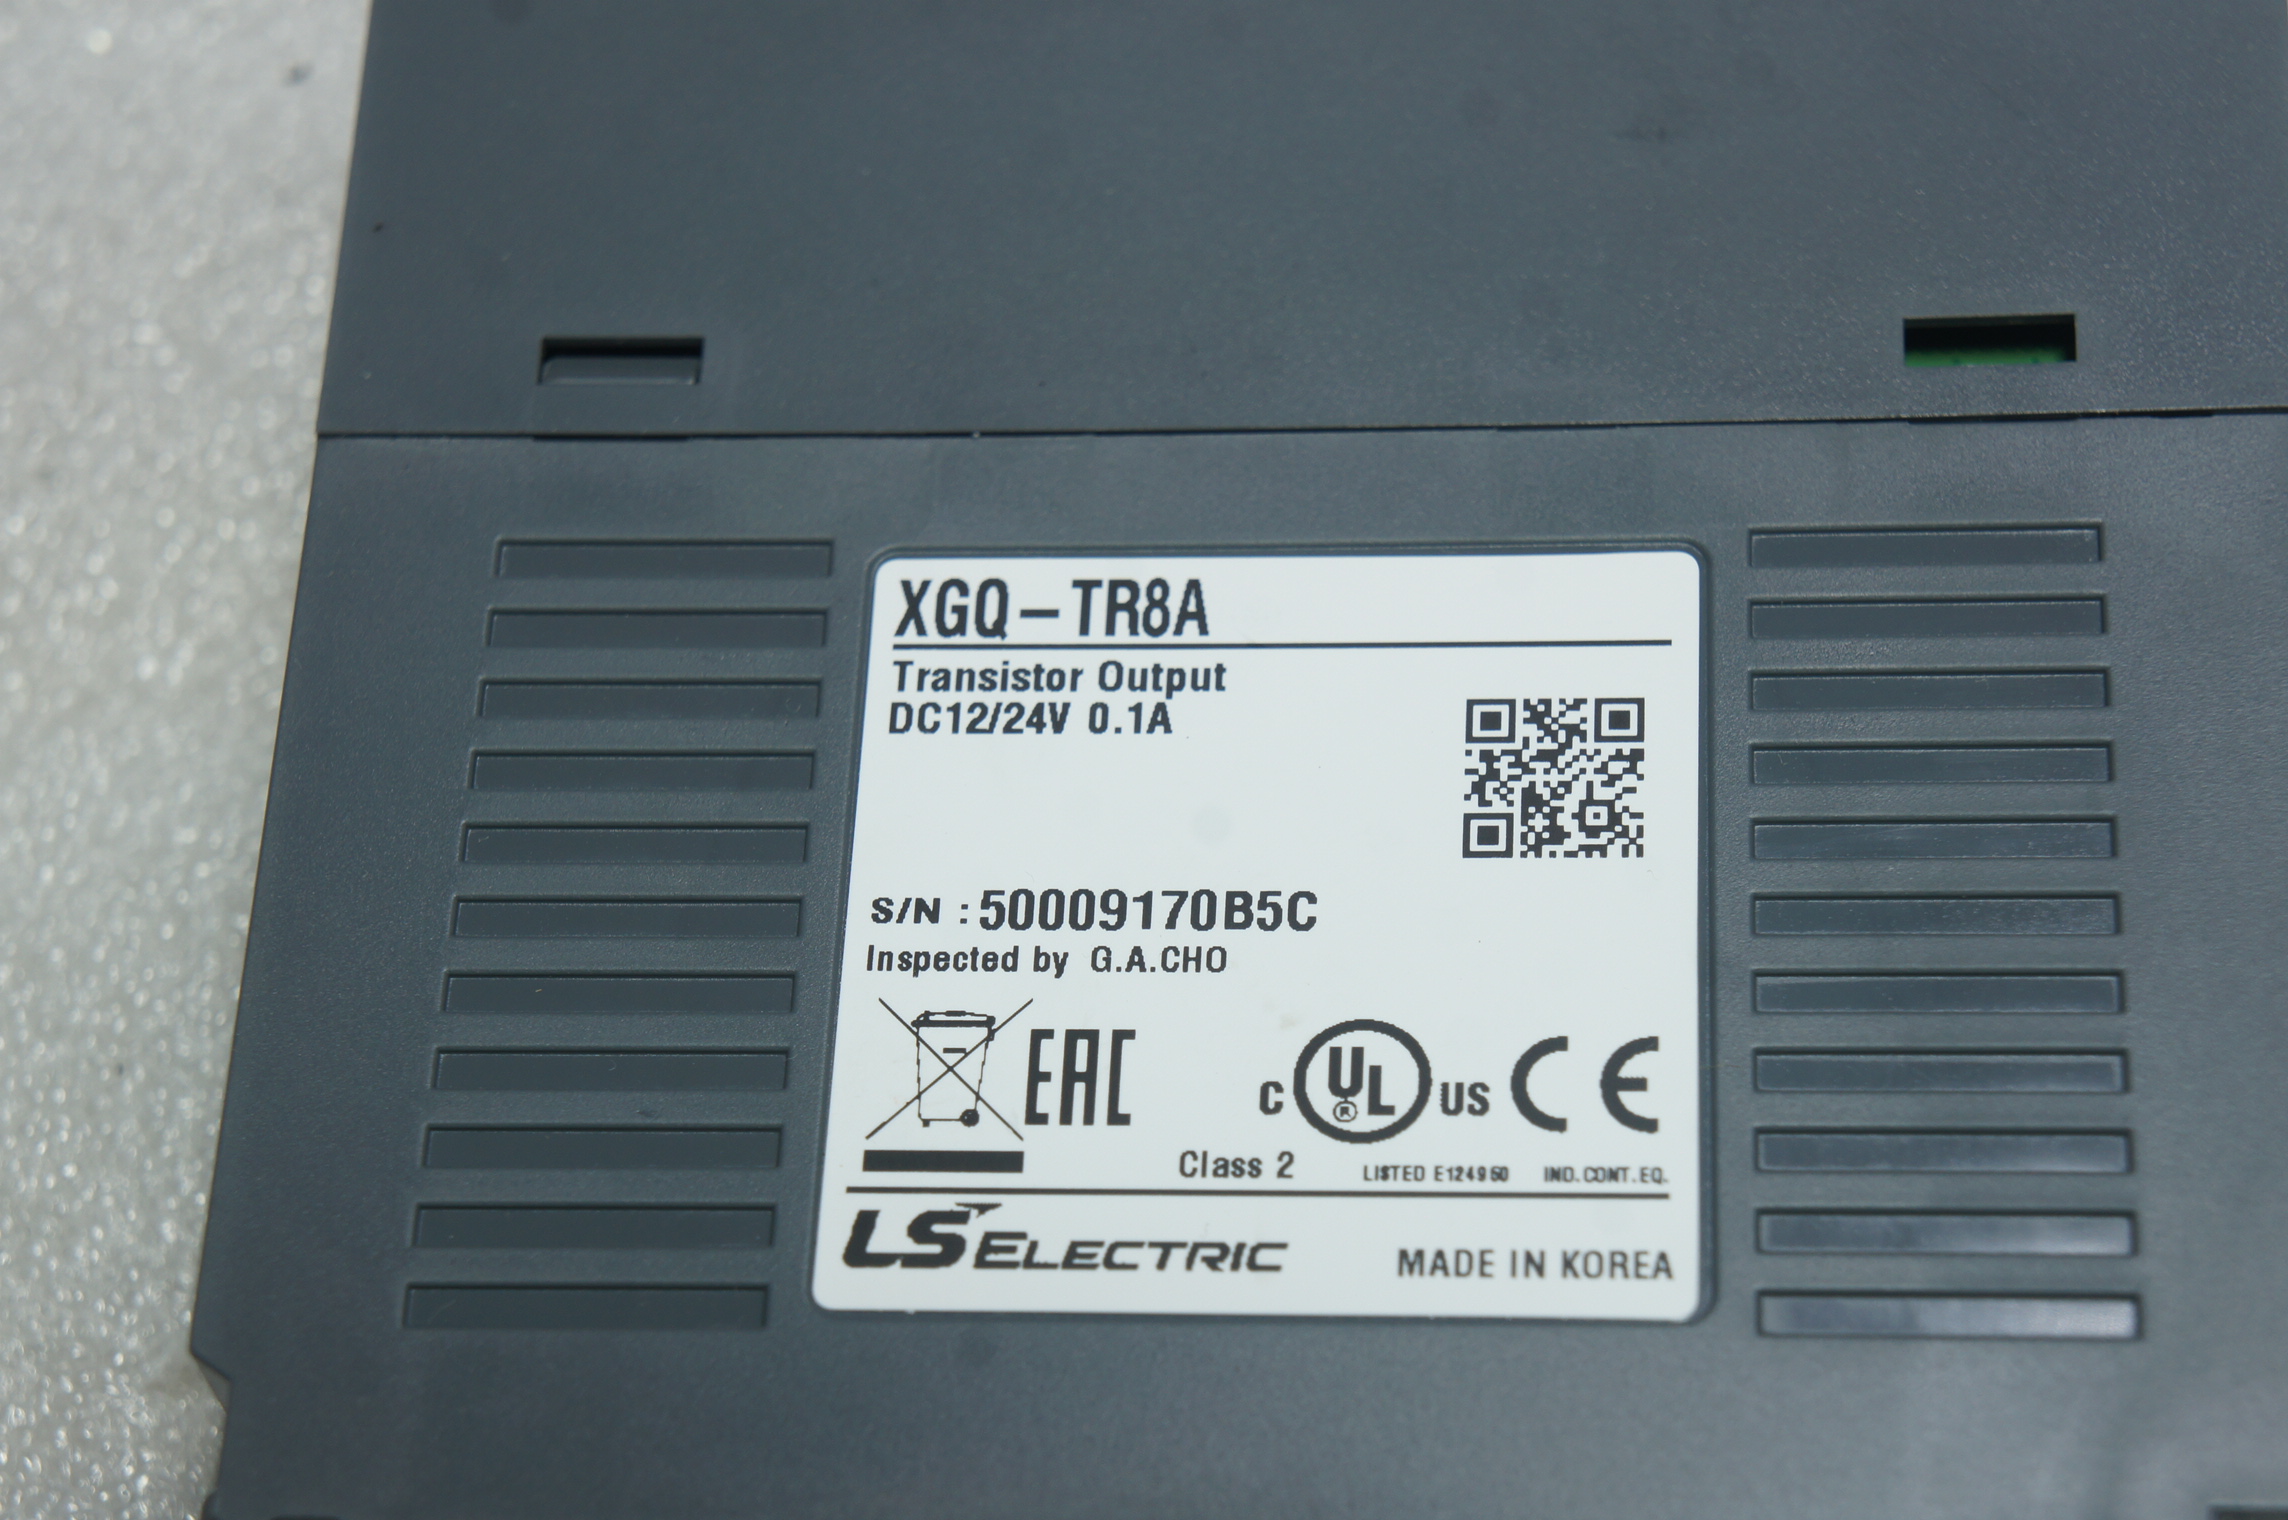 XGQ-TR8A
Transistor Output
DC12/24V 0.1A
S/N : 50009170B5C
Inspected by G.A.CHO
EAC
C UL US CE
®
Class 2 LISTED E124950 IND.CONT.EQ.
LS ELECTRIC MADE IN KOREA